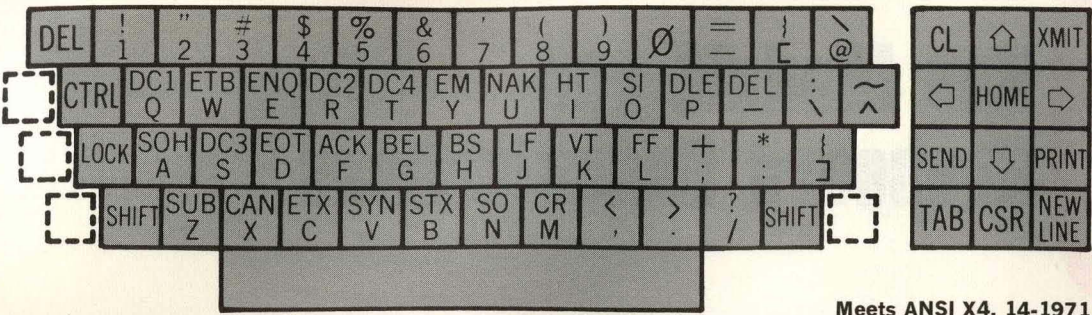 DEL ! 1 " 2 # 3 $ 4 % 5 & 6 ' 7 ( 8 ) 9 Ø = — { [ \ @ CL ⇧ XMIT
CTRL DC1 Q ETB W ENQ E DC2 R DC4 T EM Y NAK U HT I SI O DLE P DEL — : \ ~ ^ ⇦ HOME ⇨
LOCK SOH A DC3 S EOT D ACK F BEL G BS H LF J VT K FF L + ; * : { ] SEND ⇩ PRINT
SHIFT SUB Z CAN X ETX C SYN V STX B SO N CR M < , > . ? / SHIFT TAB CSR NEW LINE
Meets ANSI X4. 14-1971